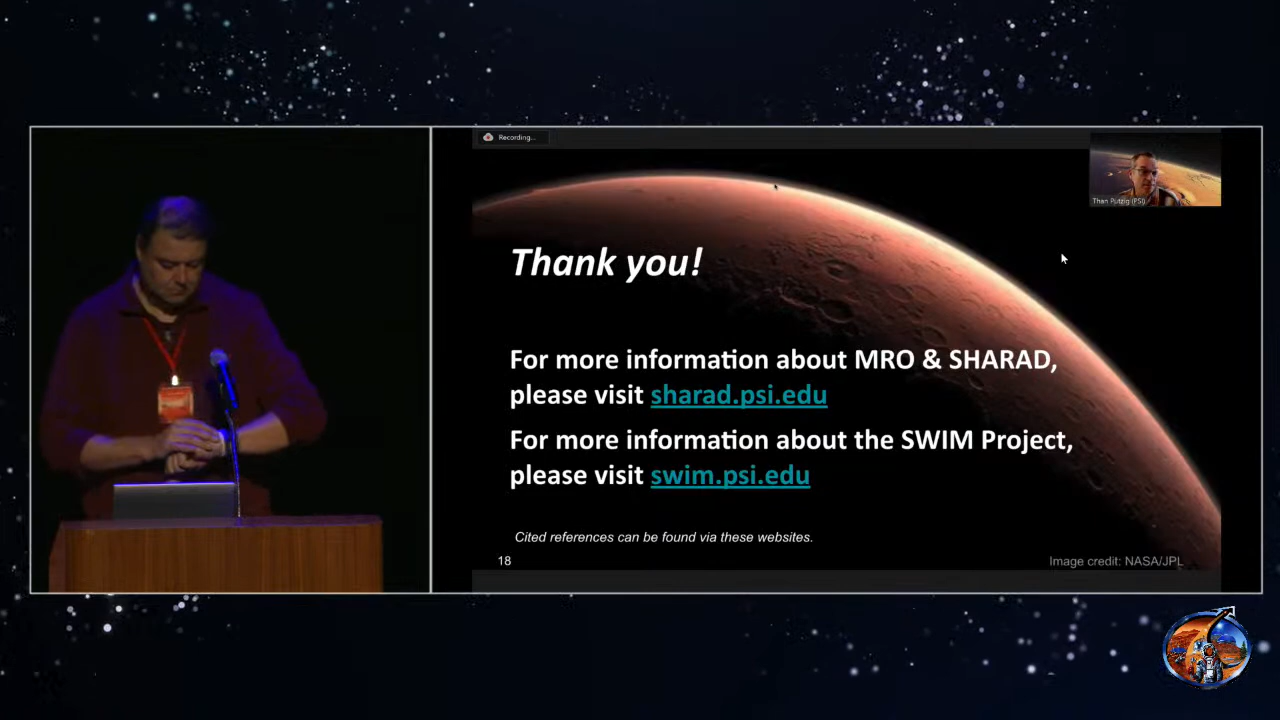 Recording...
Than Putzig (PSI)
Thank you!
For more information about MRO & SHARAD,
please visit sharad.psi.edu
For more information about the SWIM Project,
please visit swim.psi.edu
Cited references can be found via these websites.
18
Image credit: NASA/JPL